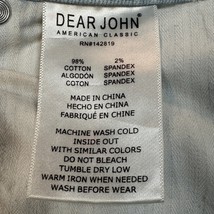 DEAR JOHN
AMERICAN CLASSIC
RN#142819
98% 2%
COTTON SPANDEX
ALGODÓN SPANDEX
COTON SPANDEX
MADE IN CHINA
HECHO EN CHINA
FABRIQUÉ EN CHINE
MACHINE WASH COLD
INSIDE OUT
WITH SIMILAR COLORS
DO NOT BLEACH
TUMBLE DRY LOW
WARM IRON WHEN NEEDED
WASH BEFORE WEAR